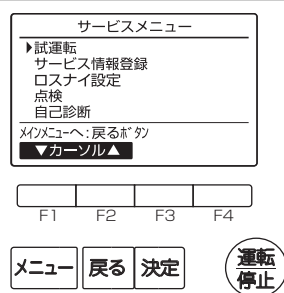 サービスメニュー
▶試運転
サービス情報登録
ロスナイ設定
点検
自己診断
ﾒｲﾝﾒﾆｭｰへ:戻るﾎﾞﾀﾝ
▼カーソル▲
F1 F2 F3 F4
メニュー 戻る 決定 運転
停止